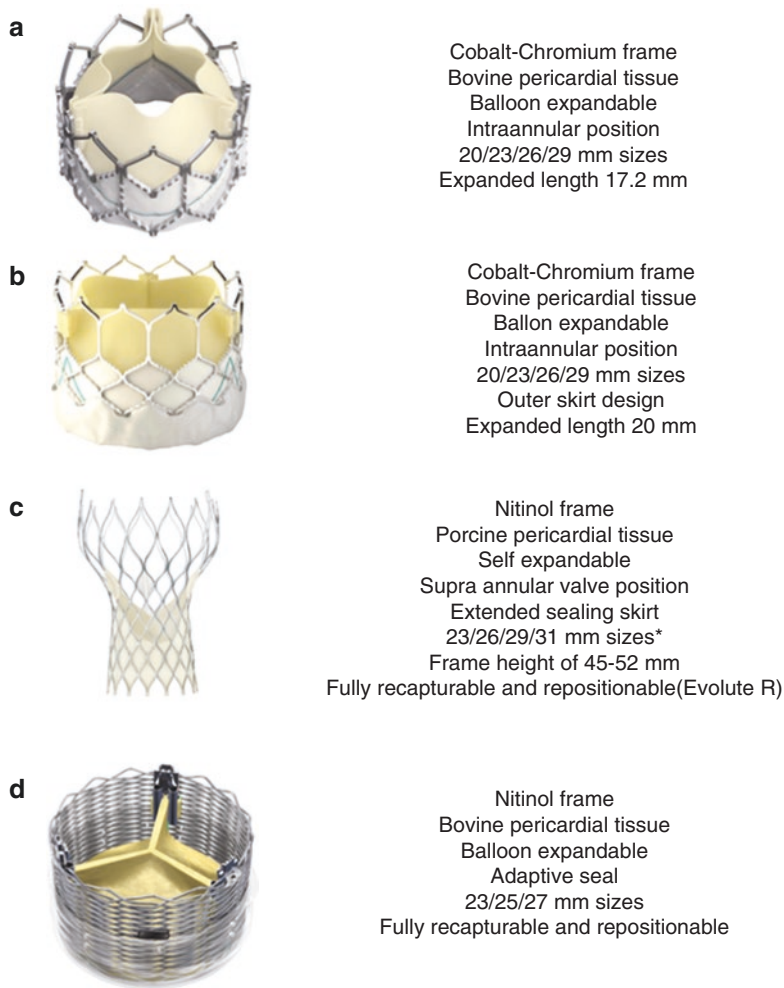 a
Cobalt-Chromium frame
Bovine pericardial tissue
Balloon expandable
Intraannular position
20/23/26/29 mm sizes
Expanded length 17.2 mm
b
Cobalt-Chromium frame
Bovine pericardial tissue
Ballon expandable
Intraannular position
20/23/26/29 mm sizes
Outer skirt design
Expanded length 20 mm
c
Nitinol frame
Porcine pericardial tissue
Self expandable
Supra annular valve position
Extended sealing skirt
23/26/29/31 mm sizes*
Frame height of 45-52 mm
Fully recapturable and repositionable(Evolute R)
d
Nitinol frame
Bovine pericardial tissue
Balloon expandable
Adaptive seal
23/25/27 mm sizes
Fully recapturable and repositionable